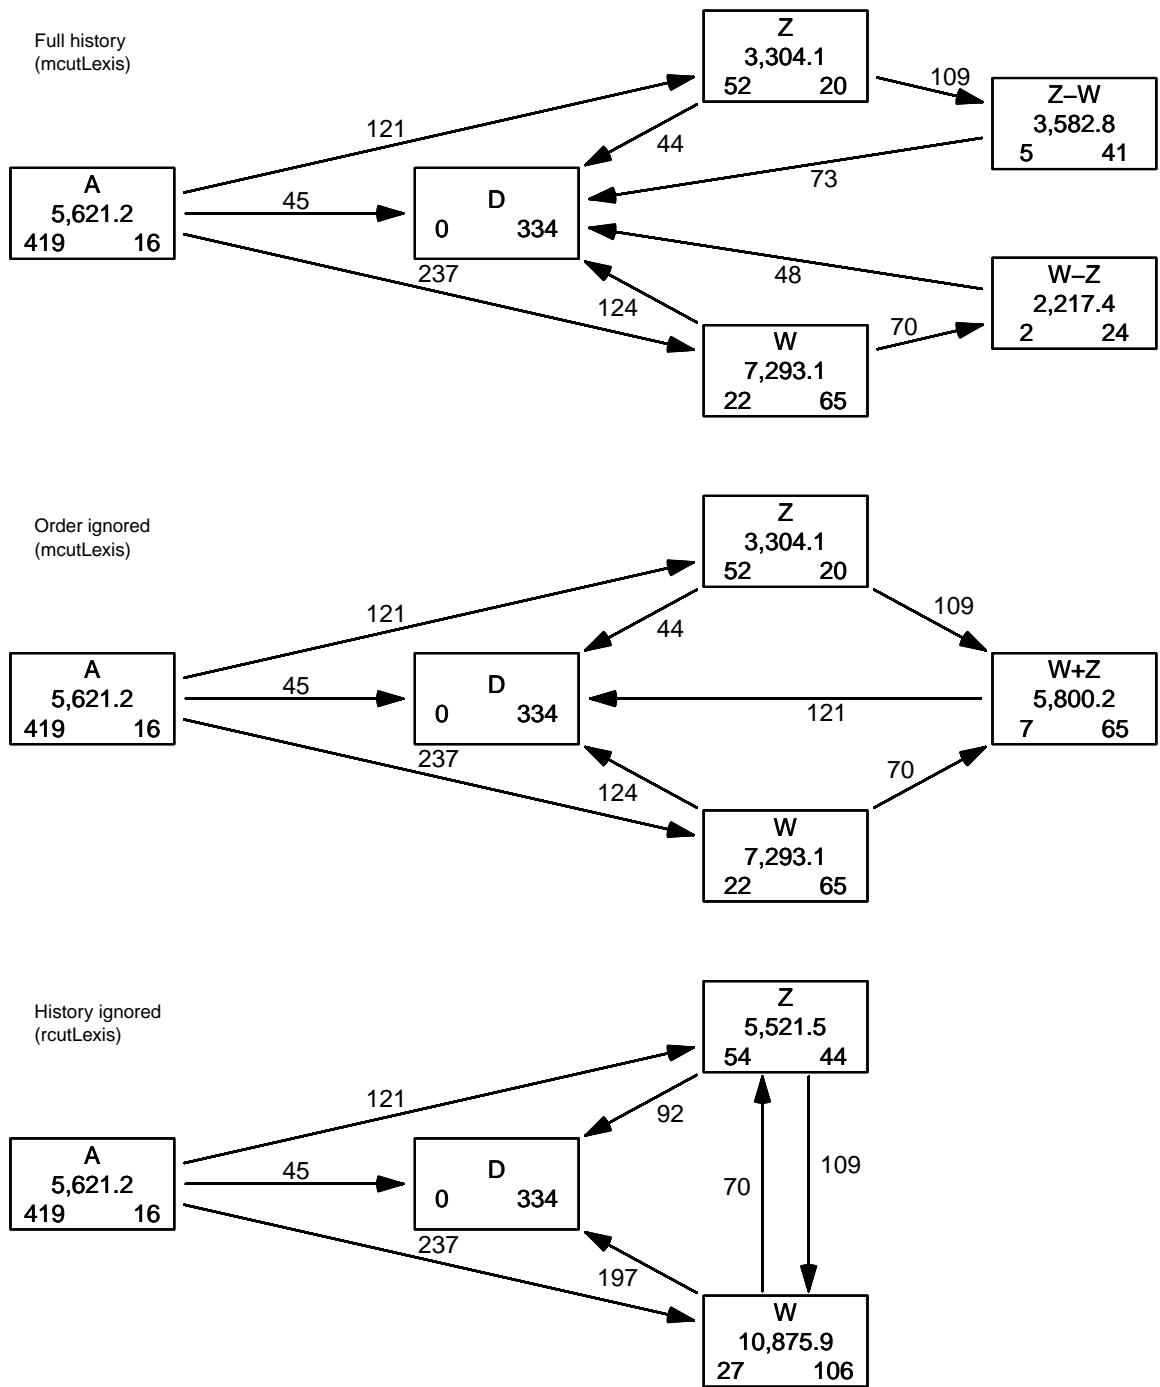 Full history
(mcutLexis)
Z
3,304.1
52 20
109
Z–W
3,582.8
5 41
121
44
73
A
5,621.2
419 16
45
D
0 334
237
124
48
W–Z
2,217.4
2 24
70
W
7,293.1
22 65
Order ignored
(mcutLexis)
Z
3,304.1
52 20
121
44
109
A
5,621.2
419 16
45
D
0 334
121
W+Z
5,800.2
7 65
237
124
70
W
7,293.1
22 65
History ignored
(rcutLexis)
Z
5,521.5
54 44
121
92
A
5,621.2
419 16
45
D
0 334
70
109
237
197
W
10,875.9
27 106